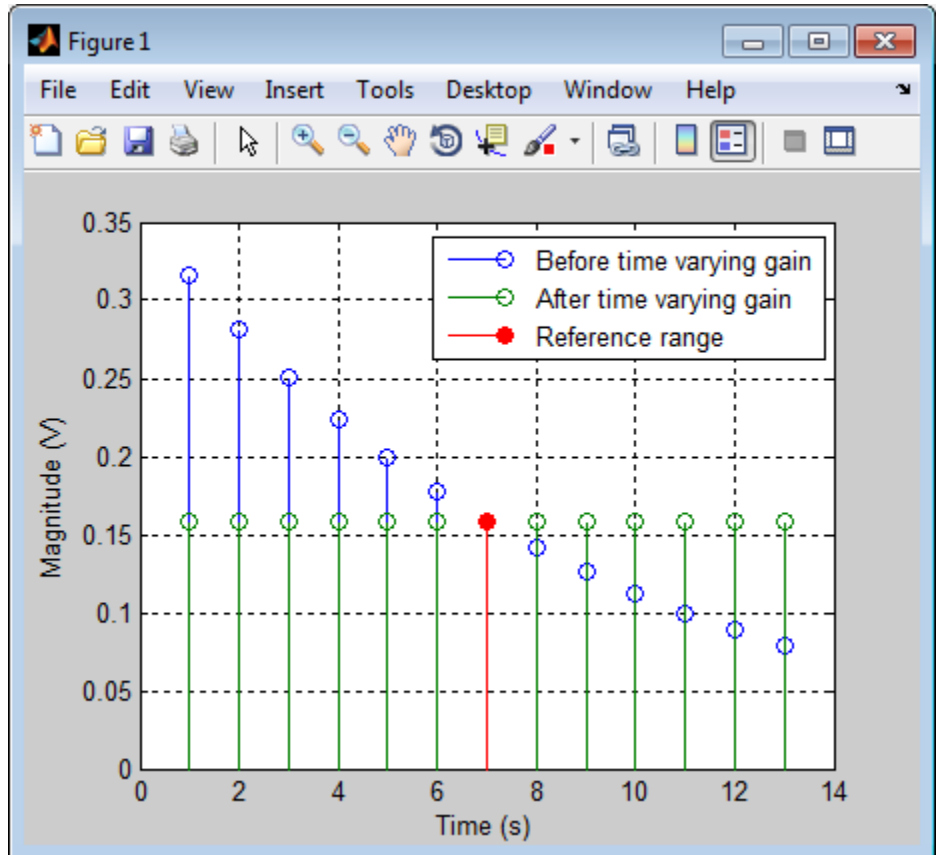 Figure 1
File Edit View Insert Tools Desktop Window Help
0.35
0.3
0.25
0.2
0.15
0.1
0.05
0
Magnitude (V)
Before time varying gain
After time varying gain
Reference range
0 2 4 6 8 10 12 14
Time (s)